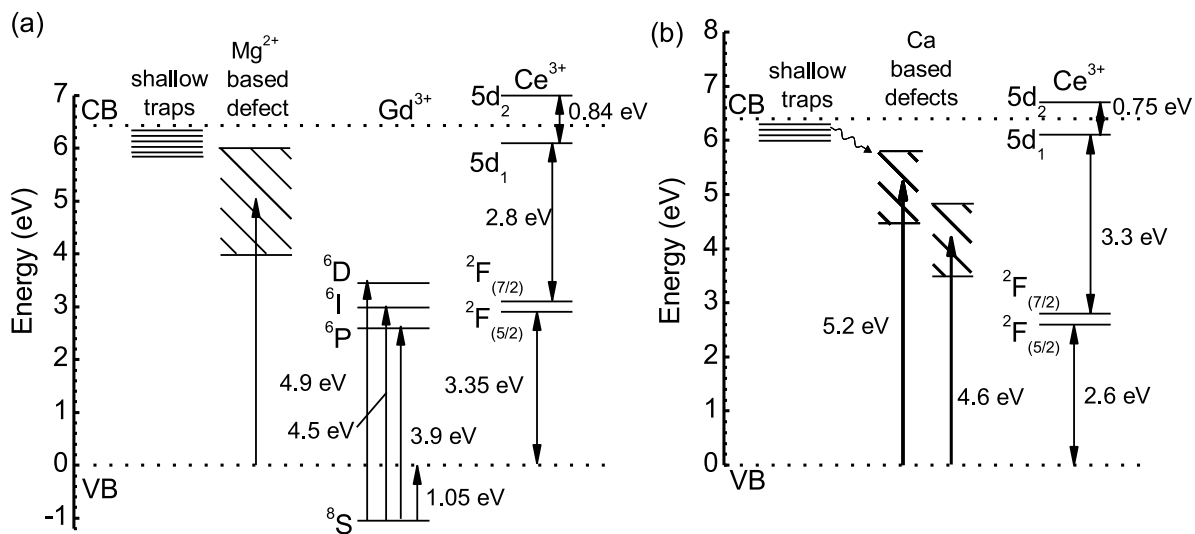 (a)
shallow
traps
Mg²⁺
based
defect
Gd³⁺
Ce³⁺
7
6
5
4
3
2
1
0
-1
Energy (eV)
CB
VB
5d₂
0.84 eV
5d₁
2.8 eV
⁶D
⁶I
⁶P
²F₍₇/₂₎
²F₍₅/₂₎
4.9 eV
4.5 eV
3.9 eV
3.35 eV
1.05 eV
⁸S
(b)
shallow
traps
Ca
based
defects
Ce³⁺
8
7
6
5
4
3
2
1
0
Energy (eV)
CB
VB
5d₂
0.75 eV
5d₁
3.3 eV
²F₍₇/₂₎
²F₍₅/₂₎
5.2 eV
4.6 eV
2.6 eV